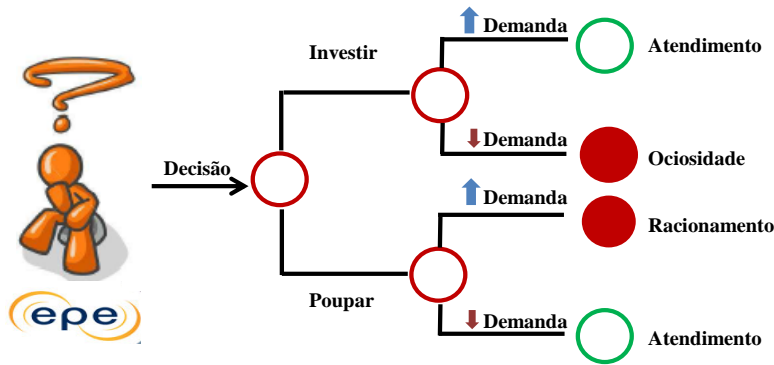 Demanda
Atendimento
Investir
Demanda
Ociosidade
Decisão
Demanda
Racionamento
Poupar
Demanda
Atendimento
epe